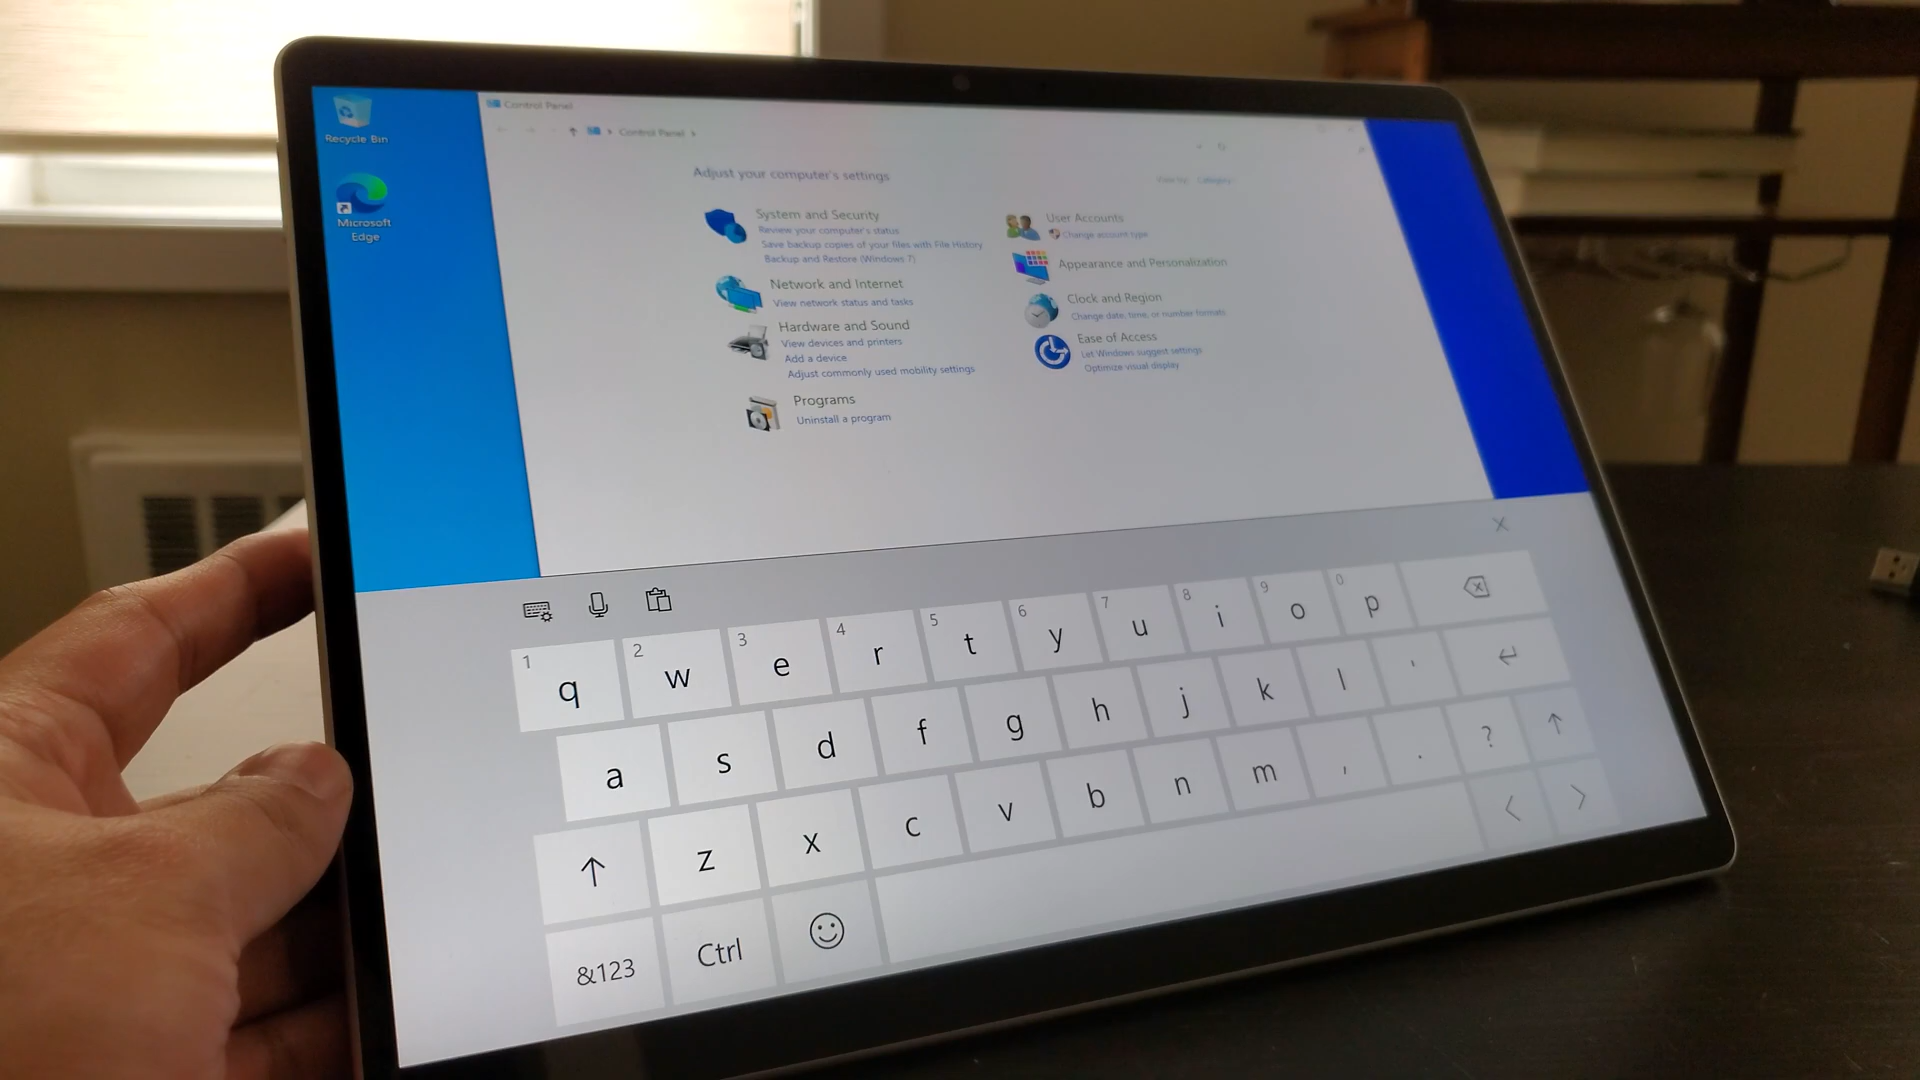 Recycle Bin
Microsoft
Edge
Control Panel
Control Panel
Adjust your computer's settings
View by: Category
System and Security
Review your computer's status
Save backup copies of your files with File History
Backup and Restore (Windows 7)
Network and Internet
View network status and tasks
Hardware and Sound
View devices and printers
Add a device
Adjust commonly used mobility settings
Programs
Uninstall a program
User Accounts
Change account type
Appearance and Personalization
Clock and Region
Change date, time, or number formats
Ease of Access
Let Windows suggest settings
Optimize visual display
1 2 3 4 5 6 7 8 9 0
q w e r t y u i o p
a s d f g h j k l '
z x c v b n m , . ?
&123 Ctrl